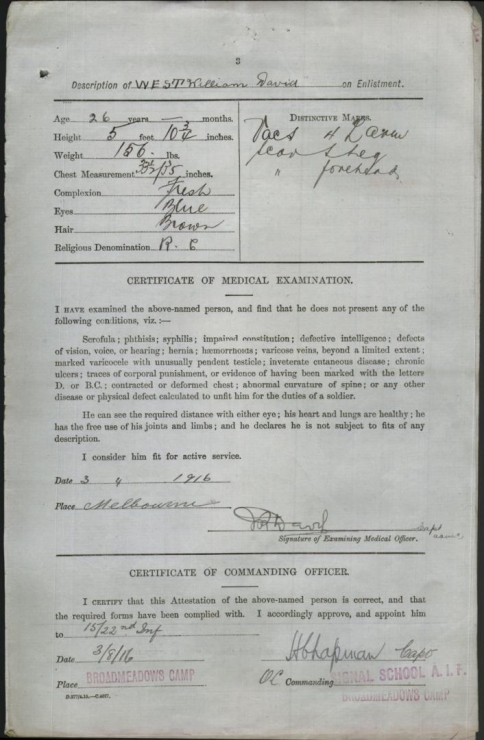 3
Description of WEST William David on Enlistment.
Age 26 years — months.
Height 5 feet 10 3/4 inches.
Weight 156 lbs.
Chest Measurement 32/35 inches.
Complexion Fresh
Eyes Blue
Hair Brown
Religious Denomination R. C
DISTINCTIVE MARKS.
Vacs 4 L arm
scar
" forehead
CERTIFICATE OF MEDICAL EXAMINATION.
I HAVE examined the above-named person, and find that he does not present any of the
following conditions, viz. :—
Scrofula ; phthisis ; syphilis ; impaired constitution ; defective intelligence ; defects
of vision, voice, or hearing ; hernia ; hæmorrhoids ; varicose veins, beyond a limited extent ;
marked varicocele with unusually pendent testicle ; inveterate cutaneous disease ; chronic
ulcers ; traces of corporal punishment, or evidence of having been marked with the letters
D. or B.C. ; contracted or deformed chest ; abnormal curvature of spine ; or any other
disease or physical defect calculated to unfit him for the duties of a soldier.
He can see the required distance with either eye ; his heart and lungs are healthy ; he
has the free use of his joints and limbs ; and he declares he is not subject to fits of any
description.
I consider him fit for active service.
Date 3 4 1916
Place Melbourne
Signature of Examining Medical Officer.
CERTIFICATE OF COMMANDING OFFICER.
I CERTIFY that this Attestation of the above-named person is correct, and that
the required forms have been complied with. I accordingly approve, and appoint him
to 15/22nd Inf
Date 3/8/16
H Chapman Capt
Place BROADMEADOWS CAMP
OC Commanding SIGNAL SCHOOL A.I.F.
BROADMEADOWS CAMP